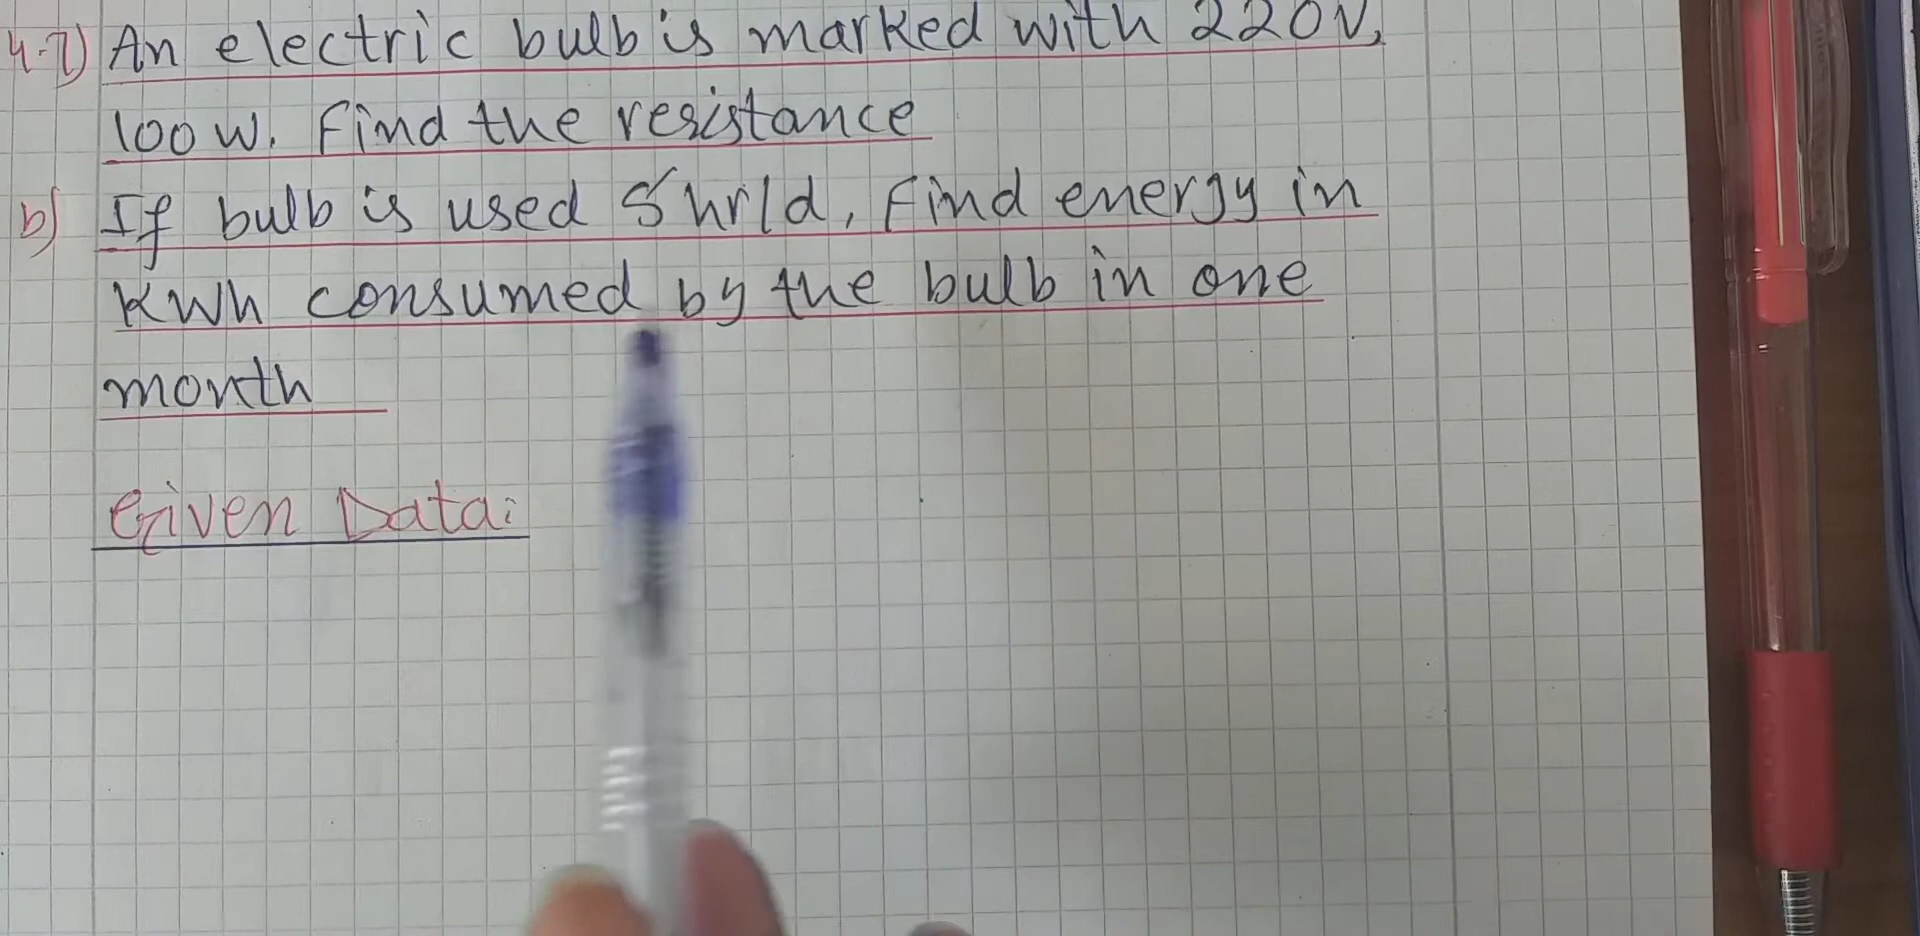 4.7) An electric bulb is marked with 220V,
100 W. Find the resistance
b) If bulb is used 5 hr/d, Find energy in
KWh consumed by the bulb in one
month
Given Data: